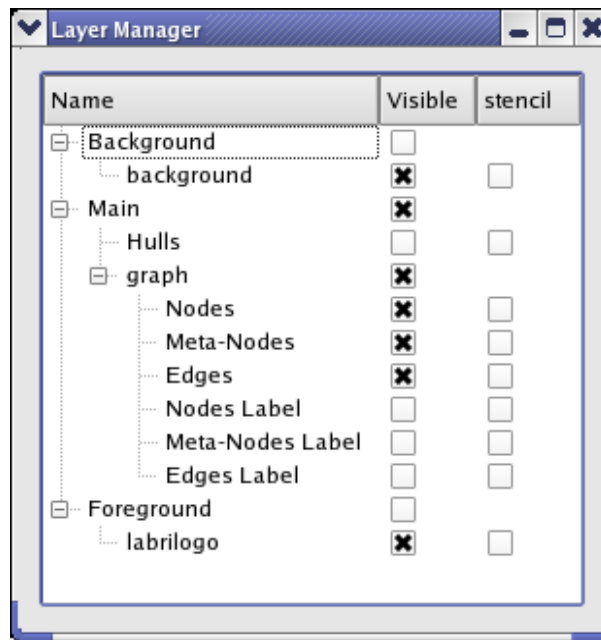 Layer Manager
Name Visible stencil
Background
background
Main
Hulls
graph
Nodes
Meta-Nodes
Edges
Nodes Label
Meta-Nodes Label
Edges Label
Foreground
labrilogo